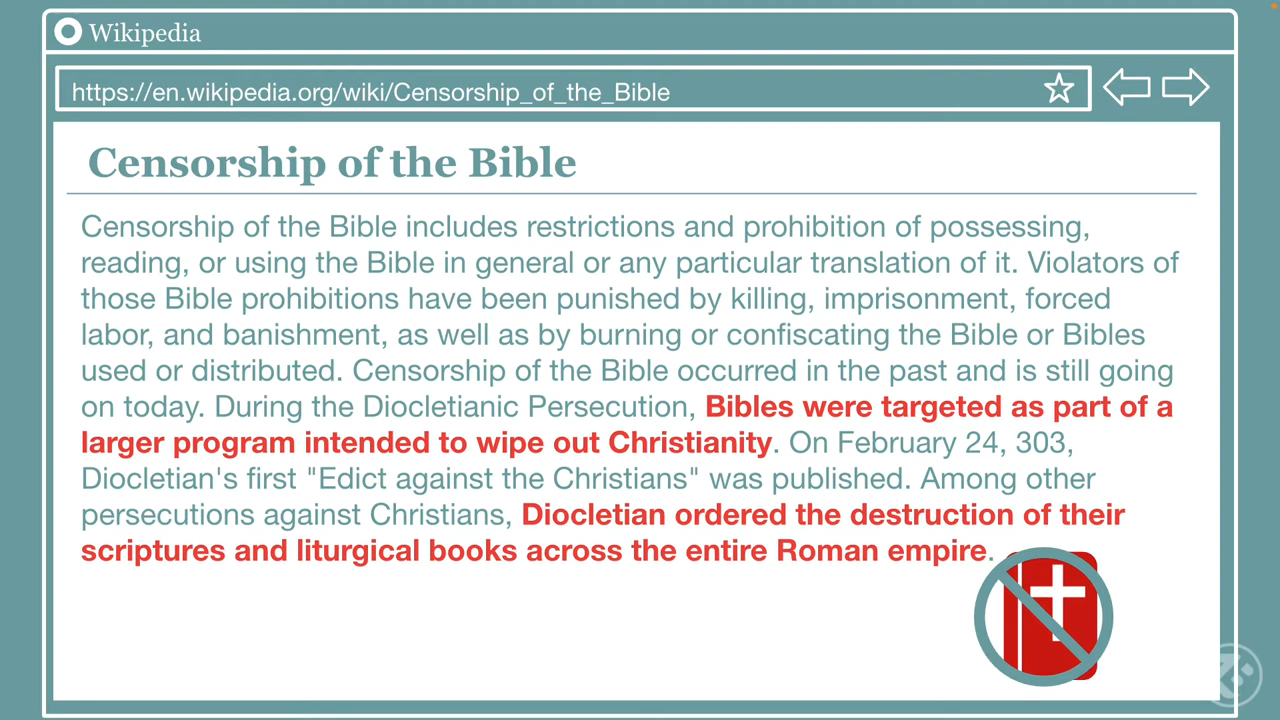 Wikipedia
https://en.wikipedia.org/wiki/Censorship_of_the_Bible
Censorship of the Bible
Censorship of the Bible includes restrictions and prohibition of possessing,
reading, or using the Bible in general or any particular translation of it. Violators of
those Bible prohibitions have been punished by killing, imprisonment, forced
labor, and banishment, as well as by burning or confiscating the Bible or Bibles
used or distributed. Censorship of the Bible occurred in the past and is still going
on today. During the Diocletianic Persecution, Bibles were targeted as part of a
larger program intended to wipe out Christianity. On February 24, 303,
Diocletian's first "Edict against the Christians" was published. Among other
persecutions against Christians, Diocletian ordered the destruction of their
scriptures and liturgical books across the entire Roman empire.